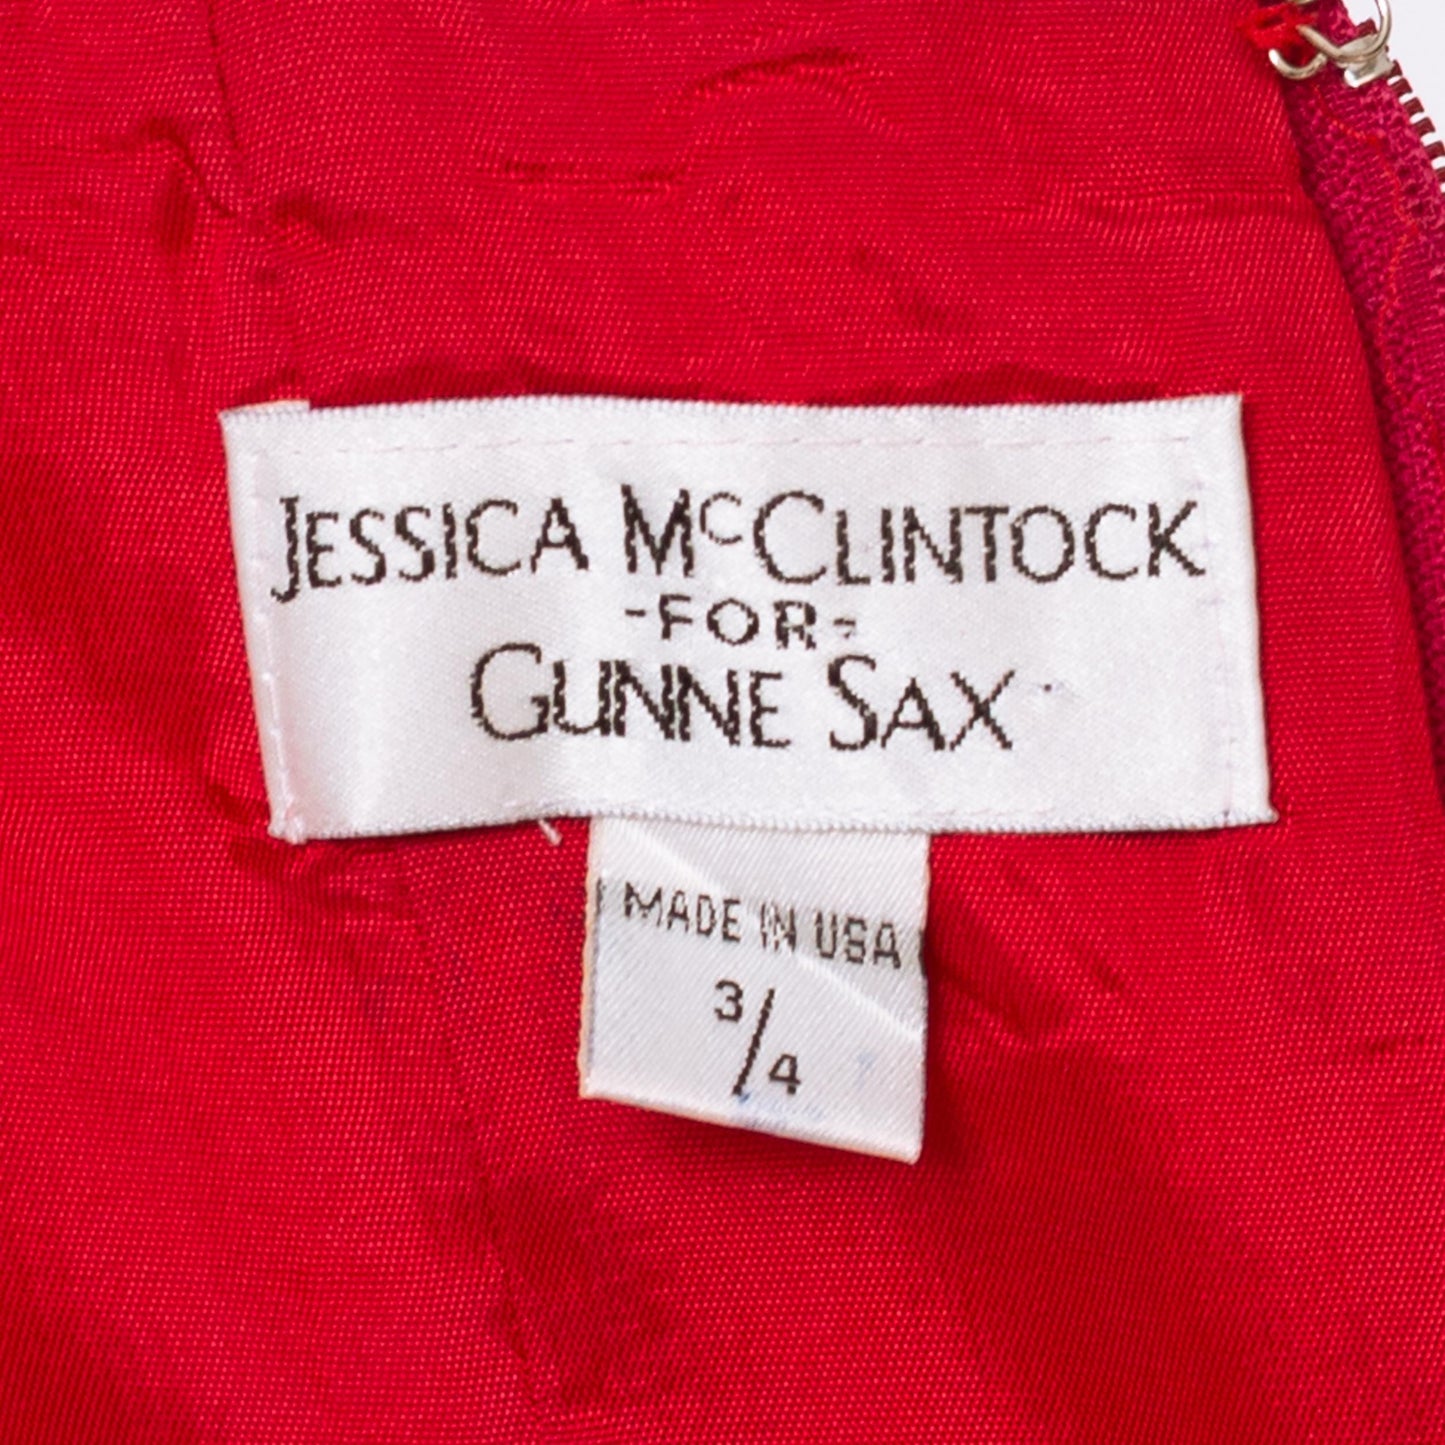 JESSICA McCLINTOCK
-FOR-
GUNNE SAX
MADE IN USA
3/4